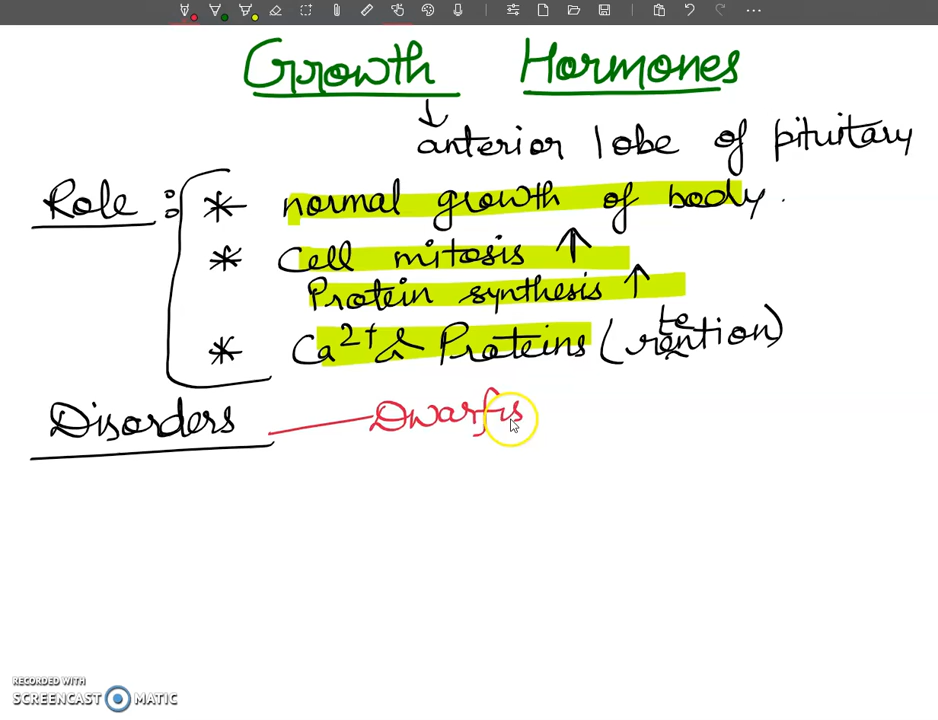 Growth Hormones
↓
anterior lobe of pituitary
Role : * normal growth of body.
* Cell mitosis ↑
Protein synthesis ↑
* Ca2+ & Proteins (retention)
Disorders — Dwarfis
RECORDED WITH
SCREENCAST MATIC